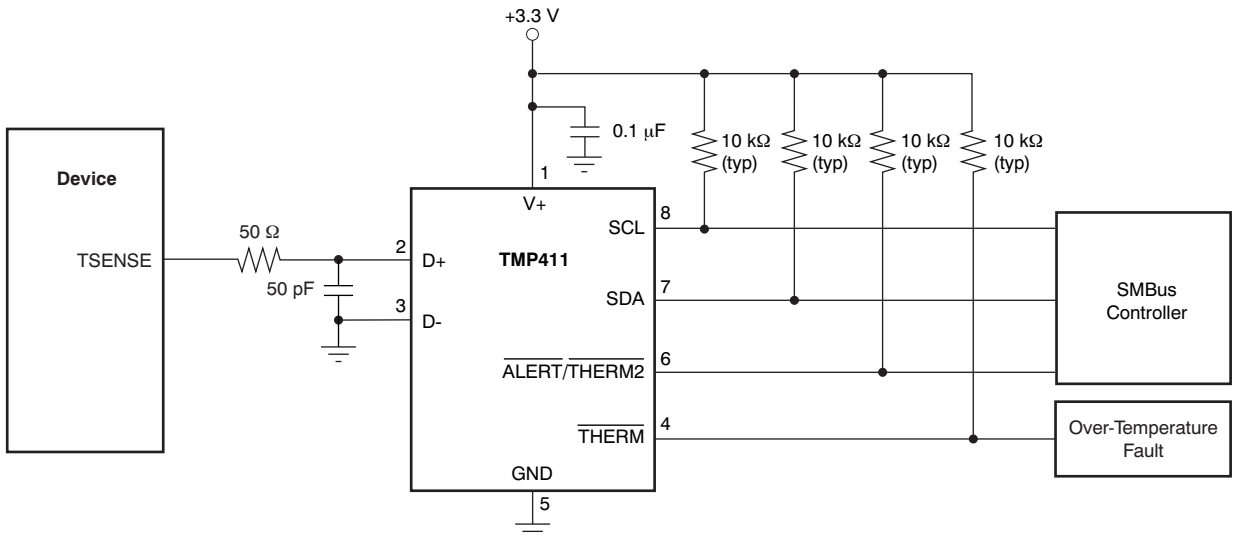 +3.3 V
0.1 μF
10 kΩ
(typ)
10 kΩ
(typ)
10 kΩ
(typ)
10 kΩ
(typ)
Device
TSENSE
50 Ω
50 pF
1
V+
2
D+
3
D-
TMP411
SCL
8
SDA
7
ALERT/THERM2
6
THERM
4
GND
5
SMBus
Controller
Over-Temperature
Fault